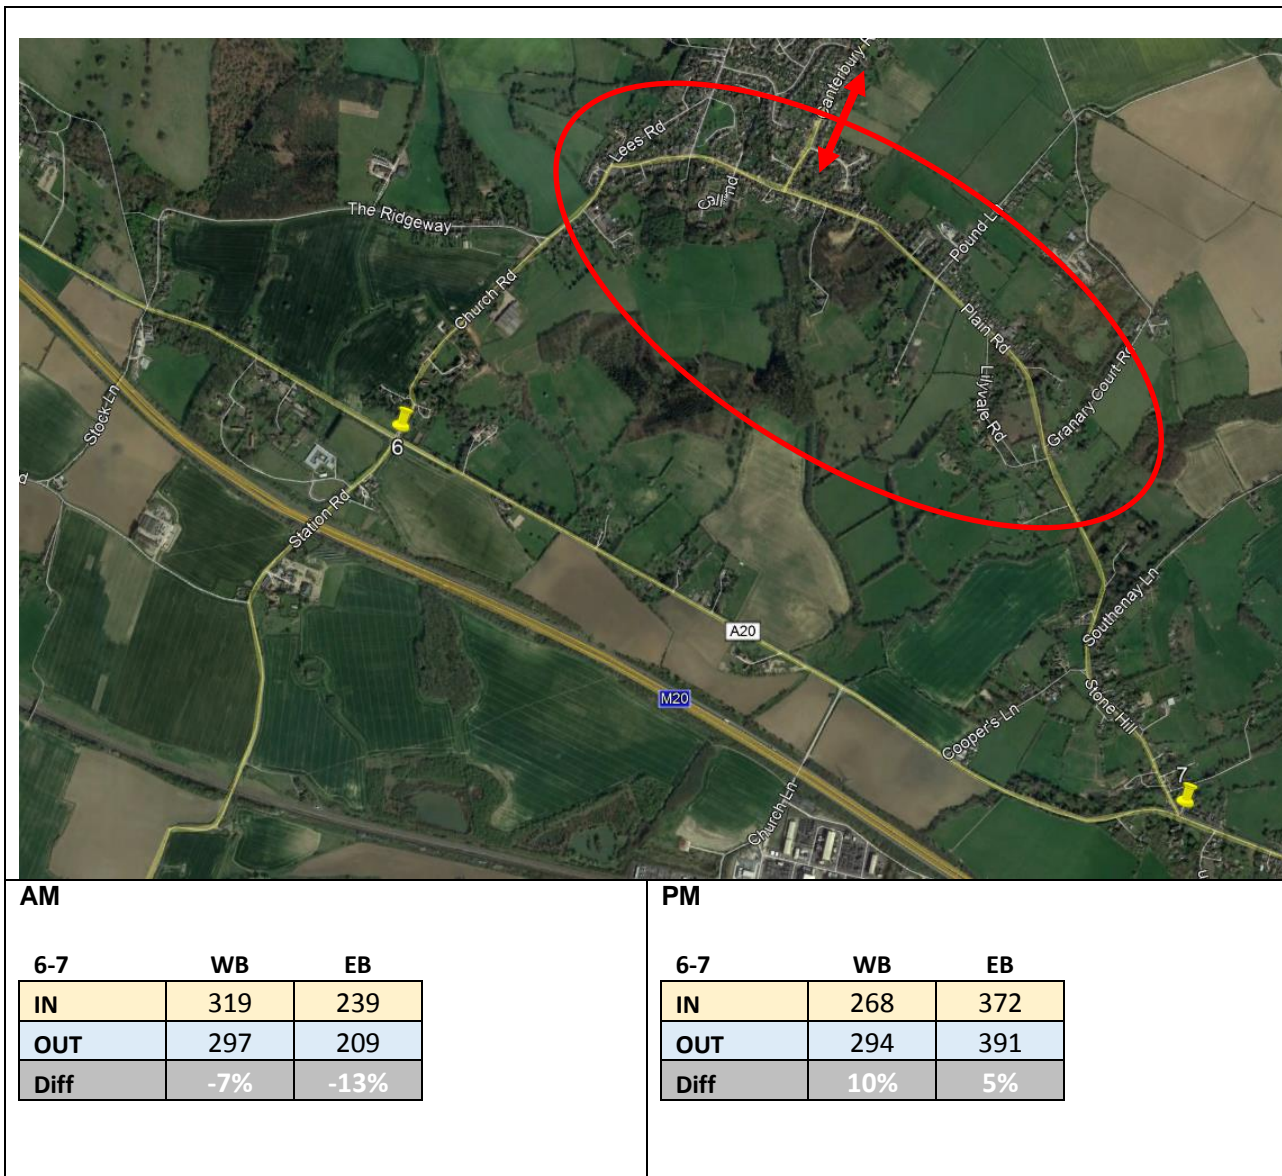 Canterbury R
Lees Rd
Pound Ln
The Ridgeway
Church Rd
Plain Rd
Lilyvale Rd
Granary Court Rd
Stock Ln
6
Station Rd
A20
Southenay Ln
M20
Stone Hill
Cooper's Ln
7
Church Ln
AM
6-7 WB EB
IN 319 239
OUT 297 209
Diff -7% -13%
PM
6-7 WB EB
IN 268 372
OUT 294 391
Diff 10% 5%